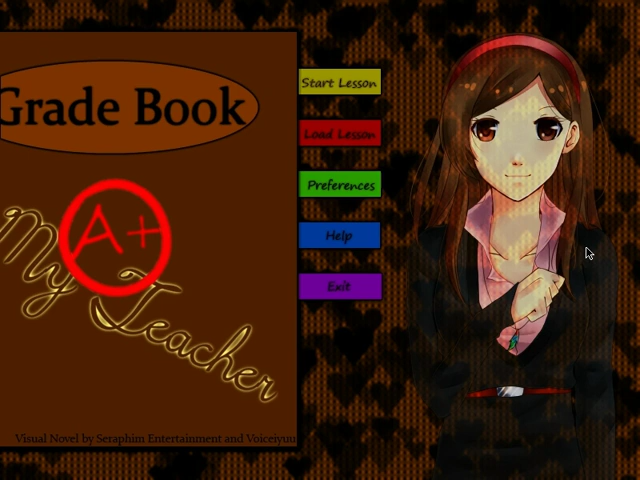 Grade Book
A+
My Teacher
Visual Novel by Seraphim Entertainment and Voiceiyuu
Start Lesson
Load Lesson
Preferences
Help
Exit